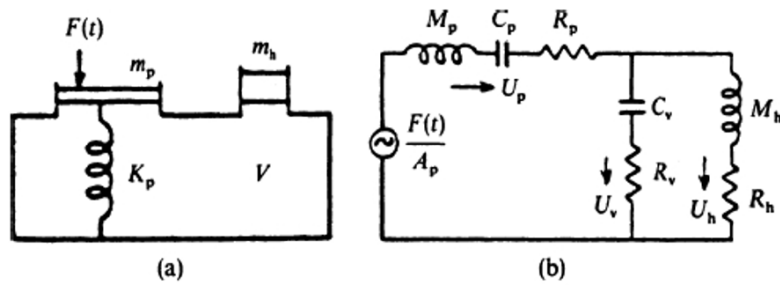 F(t)
m_p
m_h
K_p
V
(a)
M_p
C_p
R_p
U_p
F(t)
A_p
C_v
R_v
U_v
M_h
R_h
U_h
(b)